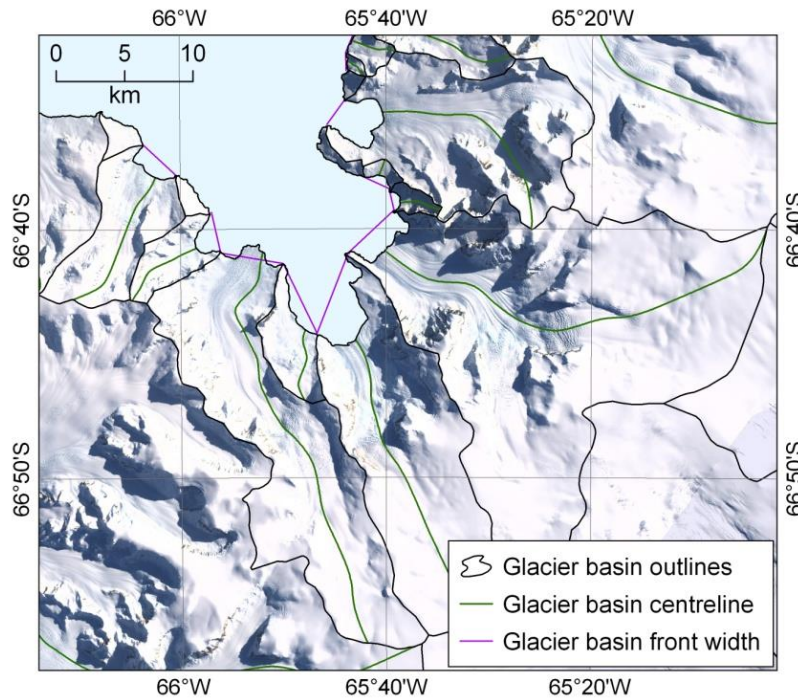 66°W 65°40'W 65°20'W
0 5 10
km
66°40'S 66°40'S
66°50'S 66°50'S
Glacier basin outlines
Glacier basin centreline
Glacier basin front width
66°W 65°40'W 65°20'W